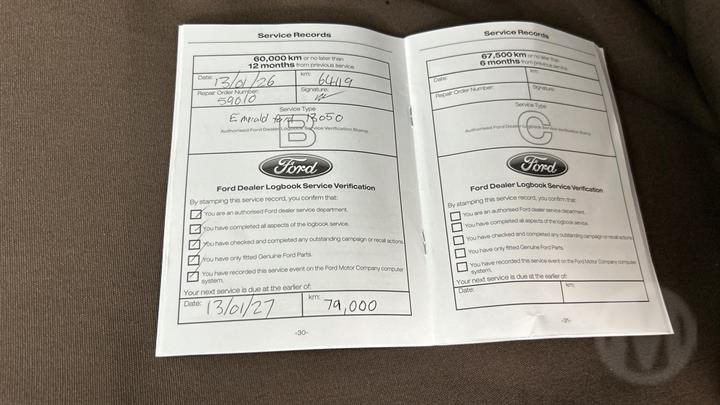 Service Records
60,000 km or no later than
12 months from previous service
Date: 13/01/26 km: 64119
Repair Order Number: 59010 Signature:
Service Type
B
Emerald Ford 13050
Authorised Ford Dealer Logbook Service Verification Stamp
Ford
Ford Dealer Logbook Service Verification
By stamping this service record, you confirm that:
You are an authorised Ford dealer service department.
You have completed all aspects of the logbook service.
You have checked and completed any outstanding campaign or recall actions
You have only fitted Genuine Ford Parts.
You have recorded this service event on the Ford Motor Company computer
system.
Your next service is due at the earlier of:
Date: 13/01/27 km: 79,000
-30-
Service Records
67,500 km or no later than
6 months from previous service
Date: km:
Repair Order Number: Signature:
Service Type
C
Authorised Ford Dealer Logbook Service Verification Stamp
Ford
Ford Dealer Logbook Service Verification
By stamping this service record, you confirm that:
You are an authorised Ford dealer service department.
You have completed all aspects of the logbook service.
You have checked and completed any outstanding campaign or recall actions
You have only fitted Genuine Ford Parts.
You have recorded this service event on the Ford Motor Company computer
system.
Your next service is due at the earlier of:
Date: km:
-31-
M